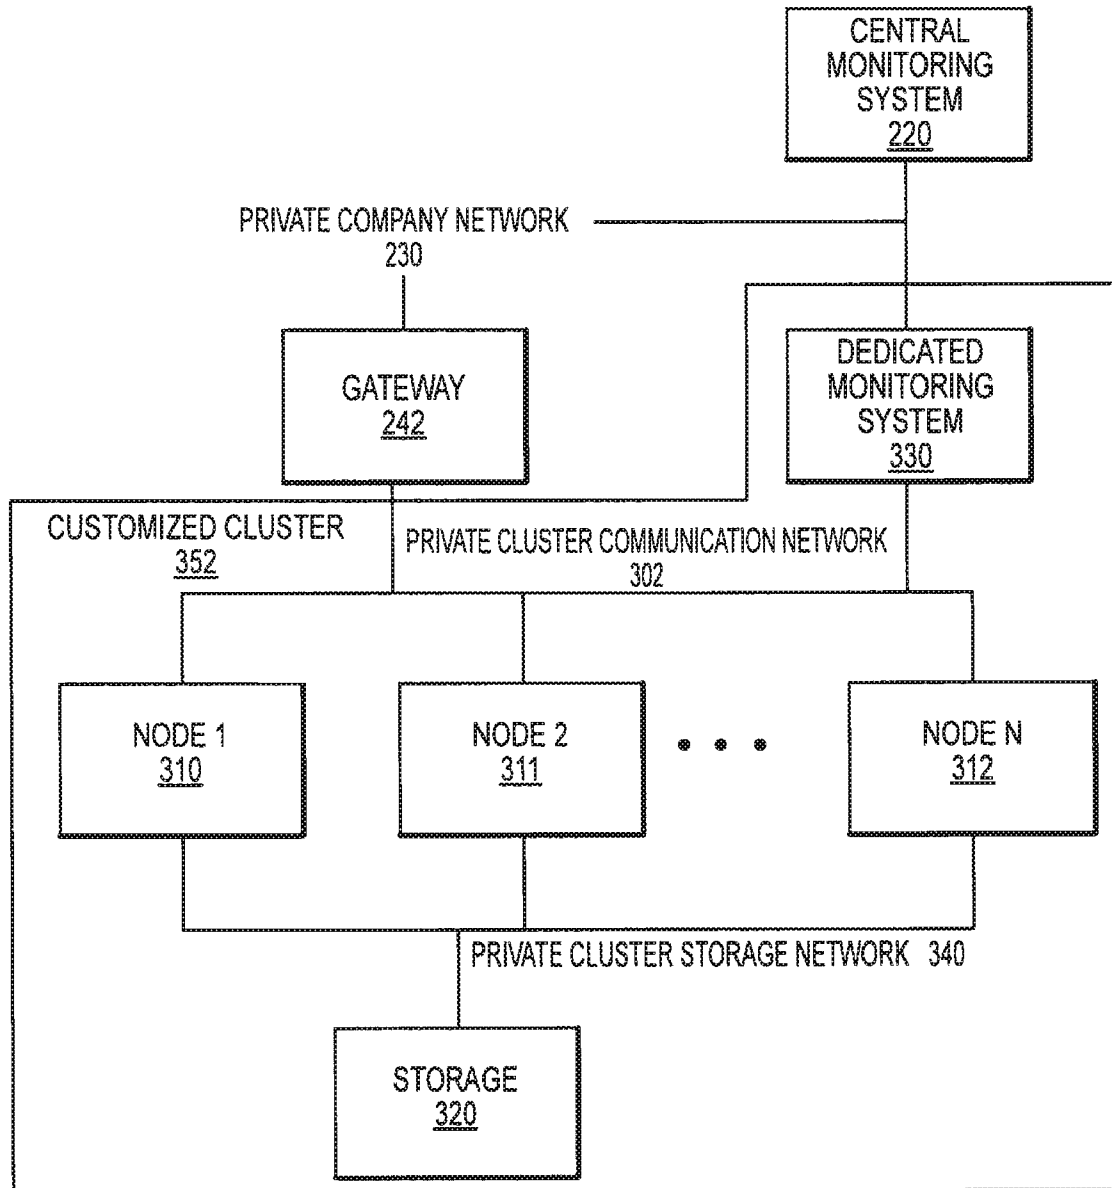 CENTRAL
MONITORING
SYSTEM
220
PRIVATE COMPANY NETWORK
230
GATEWAY
242
DEDICATED
MONITORING
SYSTEM
330
CUSTOMIZED CLUSTER
352
PRIVATE CLUSTER COMMUNICATION NETWORK
302
NODE 1
310
NODE 2
311
NODE N
312
PRIVATE CLUSTER STORAGE NETWORK 340
STORAGE
320